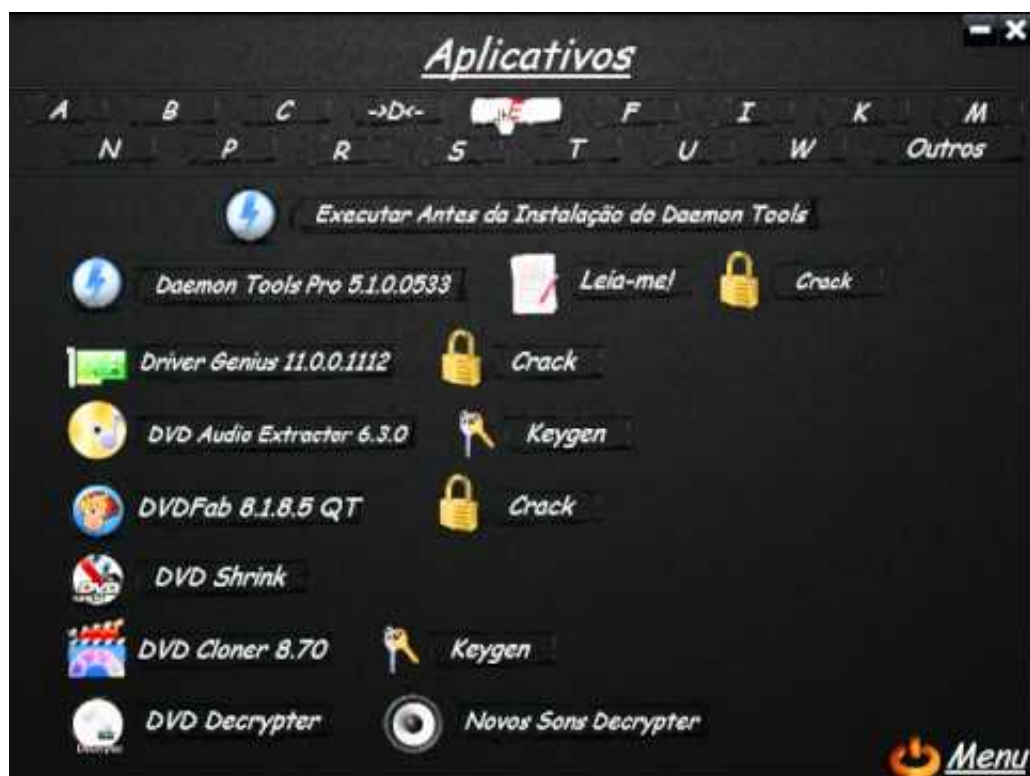 Aplicativos
A B C ->D<- E F I K M
N P R S T U W Outros
Executar Antes da Instalação do Daemon Tools
Daemon Tools Pro 5.1.0.0533 Leia-me! Crack
Driver Genius 11.0.0.1112 Crack
DVD Audio Extractor 6.3.0 Keygen
DVDFab 8.1.8.5 QT Crack
DVD Shrink
DVD Cloner 8.70 Keygen
DVD Decrypter Novos Sons Decrypter
Menu